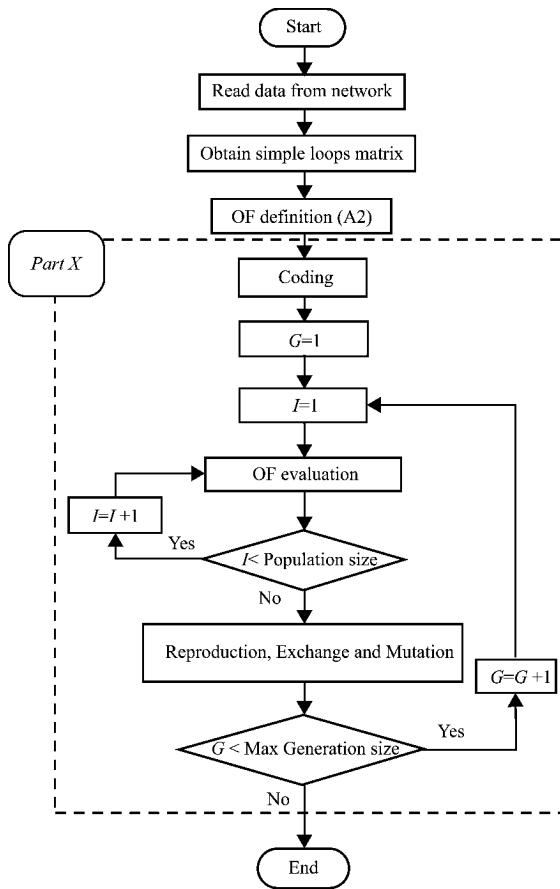 Start
Read data from network
Obtain simple loops matrix
OF definition (A2)
Part X
Coding
G=1
I=1
OF evaluation
I=I +1
Yes
I< Population size
No
Reproduction, Exchange and Mutation
G=G +1
G < Max Generation size
Yes
No
End